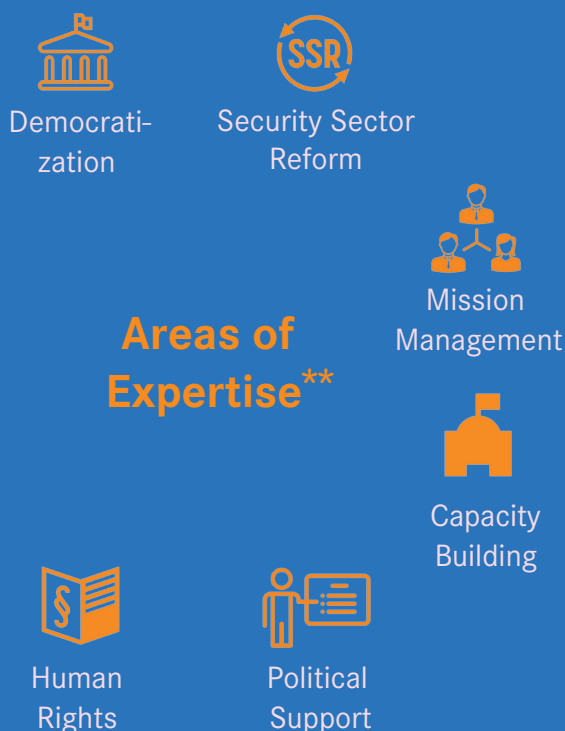 SSR
Democrati-
zation
Security Sector
Reform
Mission
Management
Areas of
Expertise**
Capacity
Building
§
Human
Rights
Political
Support